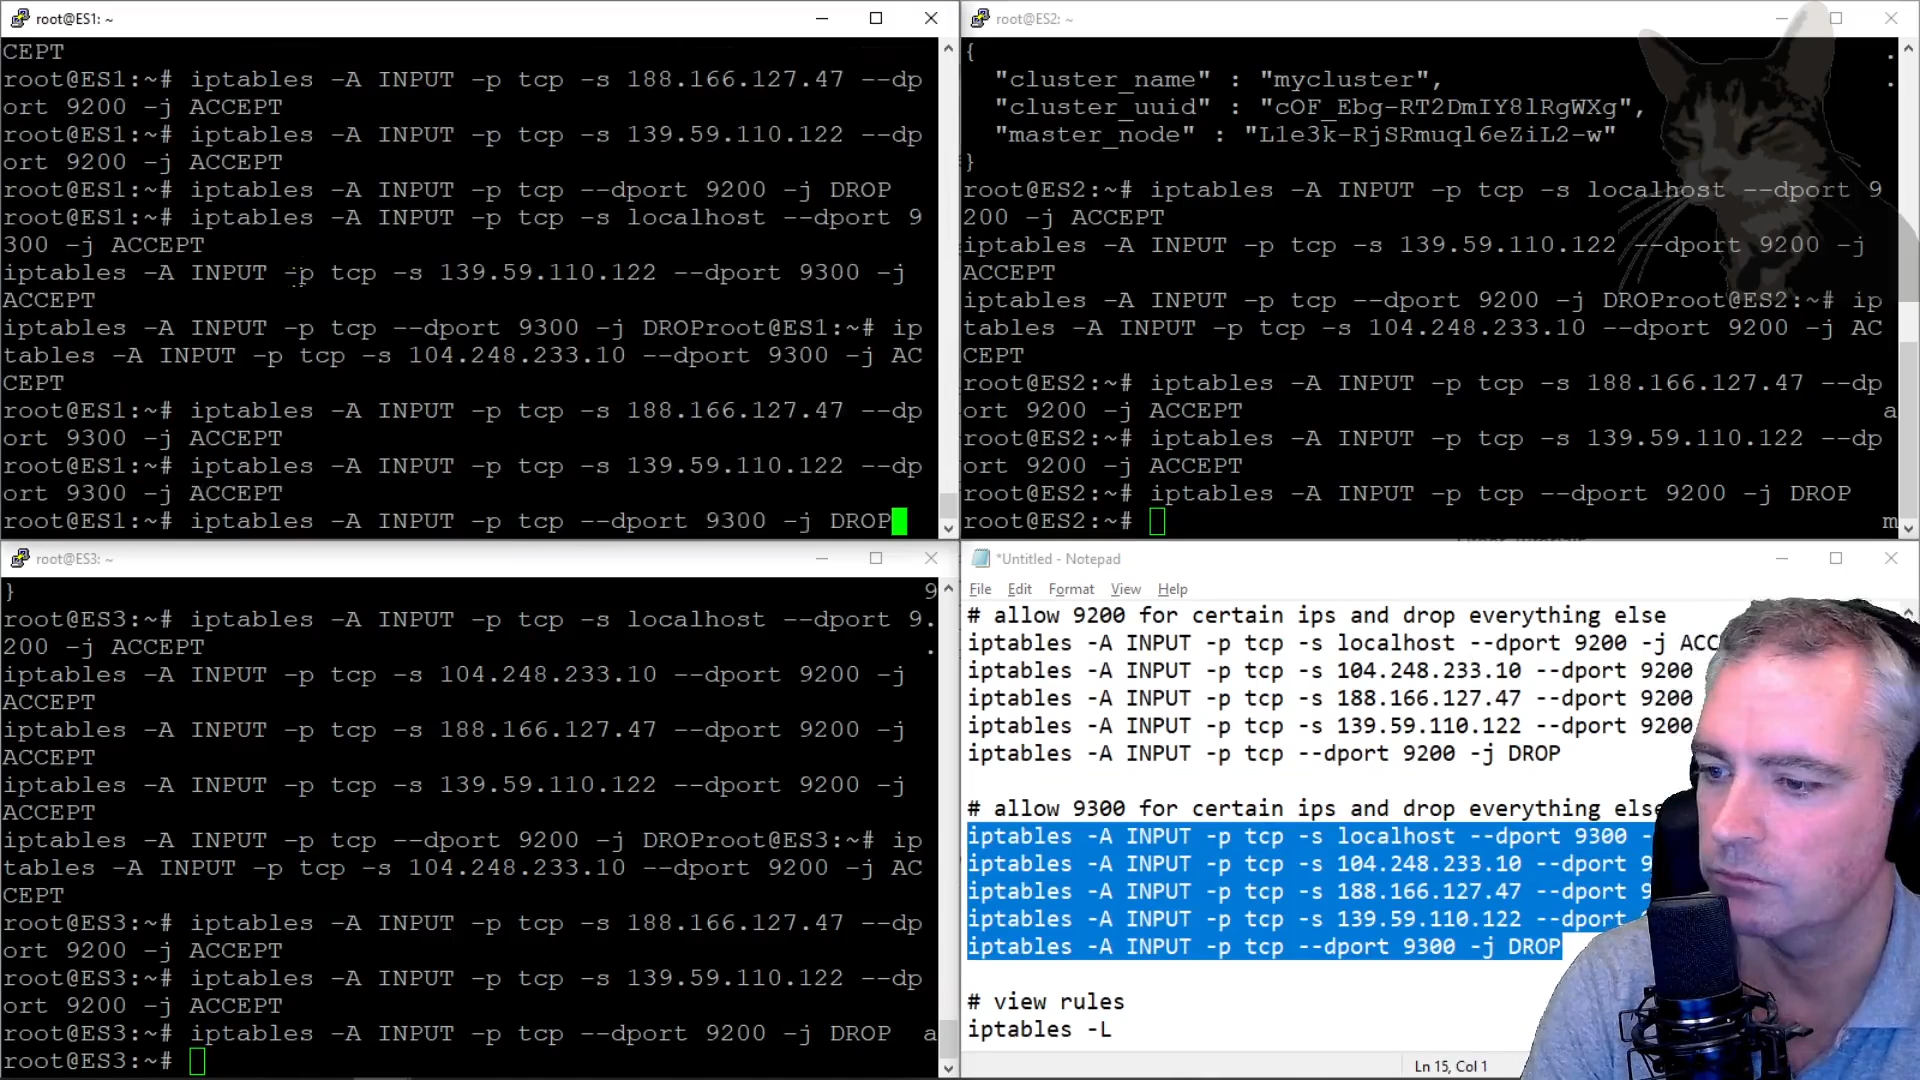 root@ES1: ~
CEPT
root@ES1:~# iptables -A INPUT -p tcp -s 188.166.127.47 --dp
ort 9200 -j ACCEPT
root@ES1:~# iptables -A INPUT -p tcp -s 139.59.110.122 --dp
ort 9200 -j ACCEPT
root@ES1:~# iptables -A INPUT -p tcp --dport 9200 -j DROP
root@ES1:~# iptables -A INPUT -p tcp -s localhost --dport 9
300 -j ACCEPT
iptables -A INPUT -p tcp -s 139.59.110.122 --dport 9300 -j
ACCEPT
iptables -A INPUT -p tcp --dport 9300 -j DROProot@ES1:~# ip
tables -A INPUT -p tcp -s 104.248.233.10 --dport 9300 -j AC
CEPT
root@ES1:~# iptables -A INPUT -p tcp -s 188.166.127.47 --dp
ort 9300 -j ACCEPT
root@ES1:~# iptables -A INPUT -p tcp -s 139.59.110.122 --dp
ort 9300 -j ACCEPT
root@ES1:~# iptables -A INPUT -p tcp --dport 9300 -j DROP
root@ES2: ~
{
"cluster_name" : "mycluster",
"cluster_uuid" : "cOF_Ebg-RT2DmIY8lRgWXg",
"master_node" : "L1e3k-RjSRmuql6eZiL2-w"
}
root@ES2:~# iptables -A INPUT -p tcp -s localhost --dport 9
200 -j ACCEPT
iptables -A INPUT -p tcp -s 139.59.110.122 --dport 9200 -j
ACCEPT
iptables -A INPUT -p tcp --dport 9200 -j DROProot@ES2:~# ip
tables -A INPUT -p tcp -s 104.248.233.10 --dport 9200 -j AC
CEPT
root@ES2:~# iptables -A INPUT -p tcp -s 188.166.127.47 --dp
ort 9200 -j ACCEPT a
root@ES2:~# iptables -A INPUT -p tcp -s 139.59.110.122 --dp
ort 9200 -j ACCEPT
root@ES2:~# iptables -A INPUT -p tcp --dport 9200 -j DROP
root@ES2:~# m
root@ES3: ~
} 9
root@ES3:~# iptables -A INPUT -p tcp -s localhost --dport 9.
200 -j ACCEPT .
iptables -A INPUT -p tcp -s 104.248.233.10 --dport 9200 -j
ACCEPT
iptables -A INPUT -p tcp -s 188.166.127.47 --dport 9200 -j
ACCEPT
iptables -A INPUT -p tcp -s 139.59.110.122 --dport 9200 -j
ACCEPT
iptables -A INPUT -p tcp --dport 9200 -j DROProot@ES3:~# ip
tables -A INPUT -p tcp -s 104.248.233.10 --dport 9200 -j AC
CEPT
root@ES3:~# iptables -A INPUT -p tcp -s 188.166.127.47 --dp
ort 9200 -j ACCEPT
root@ES3:~# iptables -A INPUT -p tcp -s 139.59.110.122 --dp
ort 9200 -j ACCEPT
root@ES3:~# iptables -A INPUT -p tcp --dport 9200 -j DROP a
root@ES3:~#
*Untitled - Notepad
File Edit Format View Help
# allow 9200 for certain ips and drop everything else
iptables -A INPUT -p tcp -s localhost --dport 9200 -j ACC
iptables -A INPUT -p tcp -s 104.248.233.10 --dport 9200
iptables -A INPUT -p tcp -s 188.166.127.47 --dport 9200
iptables -A INPUT -p tcp -s 139.59.110.122 --dport 9200
iptables -A INPUT -p tcp --dport 9200 -j DROP
# allow 9300 for certain ips and drop everything else
iptables -A INPUT -p tcp -s localhost --dport 9300 -
iptables -A INPUT -p tcp -s 104.248.233.10 --dport 9
iptables -A INPUT -p tcp -s 188.166.127.47 --dport 9
iptables -A INPUT -p tcp -s 139.59.110.122 --dport
iptables -A INPUT -p tcp --dport 9300 -j DROP
# view rules
iptables -L
Ln 15, Col 1